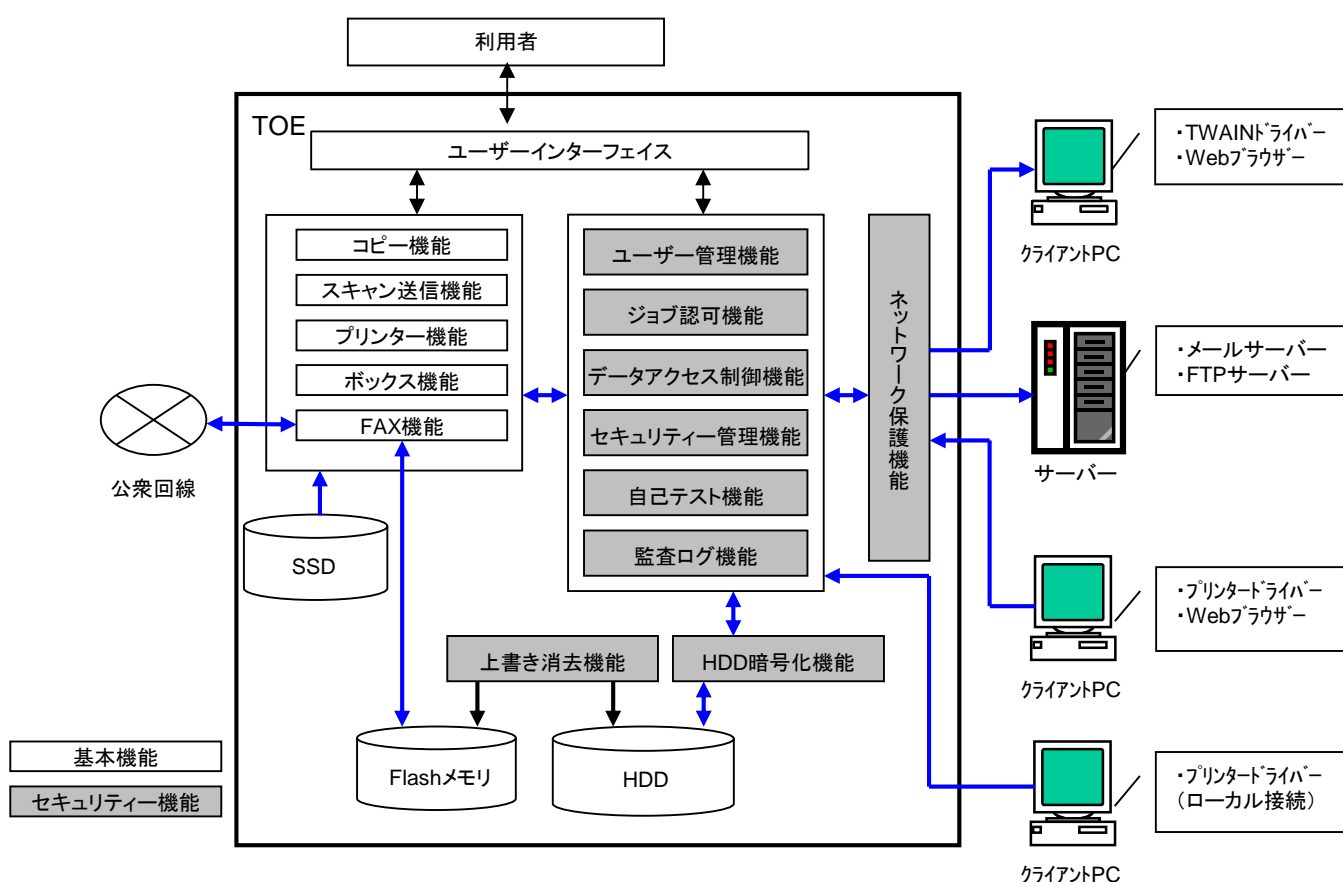 利用者
TOE
ユーザーインターフェイス
コピー機能
スキャン送信機能
プリンター機能
ボックス機能
FAX機能
公衆回線
SSD
ユーザー管理機能
ジョブ認可機能
データアクセス制御機能
セキュリティー管理機能
自己テスト機能
監査ログ機能
ネットワーク保護機能
上書き消去機能
HDD暗号化機能
Flashメモリ
HDD
基本機能
セキュリティー機能
・TWAINドライバー
・Webブラウザー
クライアントPC
・メールサーバー
・FTPサーバー
サーバー
・プリンタードライバー
・Webブラウザー
クライアントPC
・プリンタードライバー
(ローカル接続)
クライアントPC